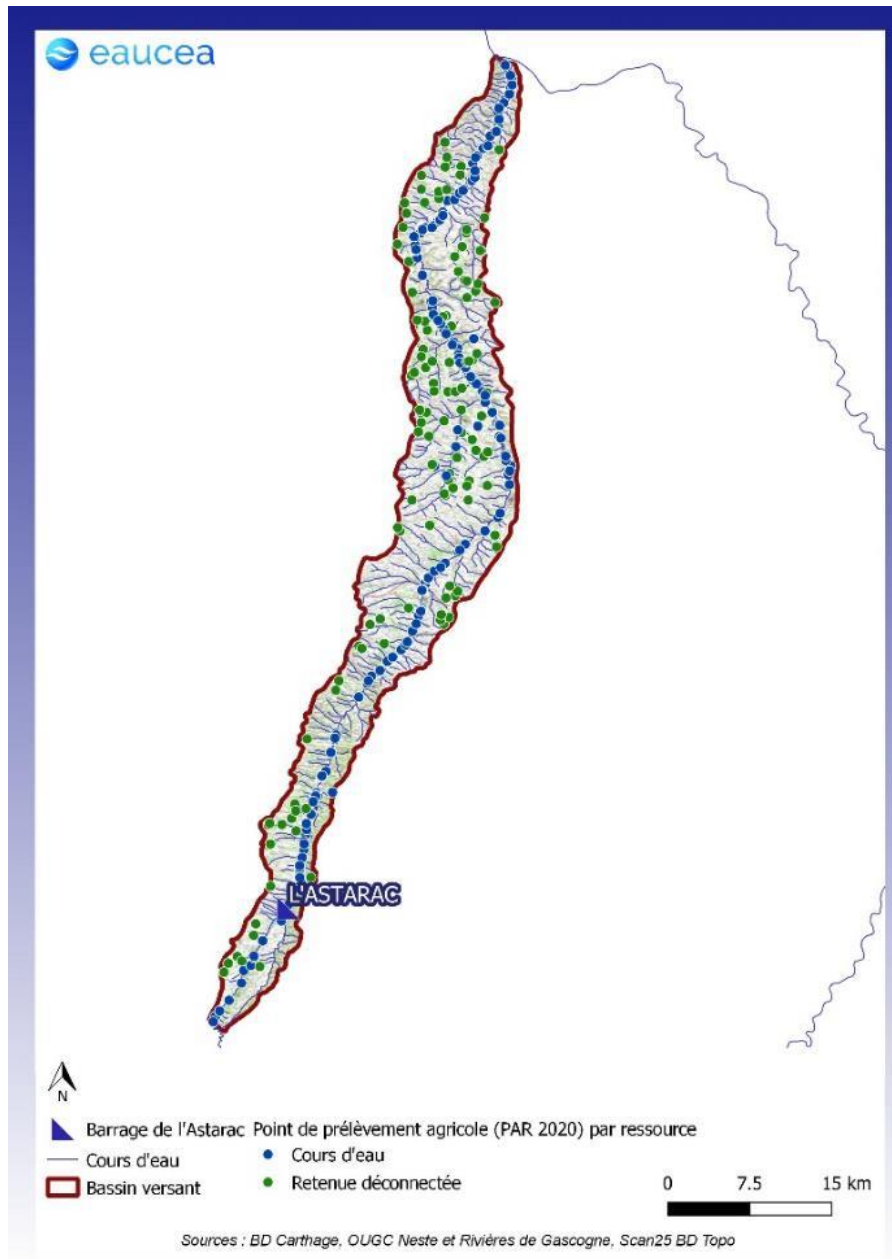 eaucea
L'ASTARAC
N
Barrage de l'Astarac Point de prélèvement agricole (PAR 2020) par ressource
Cours d'eau
Cours d'eau
Bassin versant
Retenue déconnectée
0 7.5 15 km
Sources : BD Carthage, OUGC Neste et Rivières de Gascogne, Scan25 BD Topo